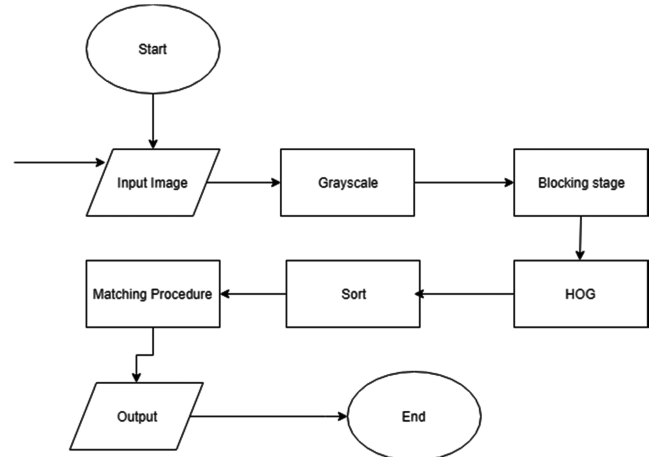 Start
Input Image
Grayscale
Blocking stage
HOG
Sort
Matching Procedure
Output
End